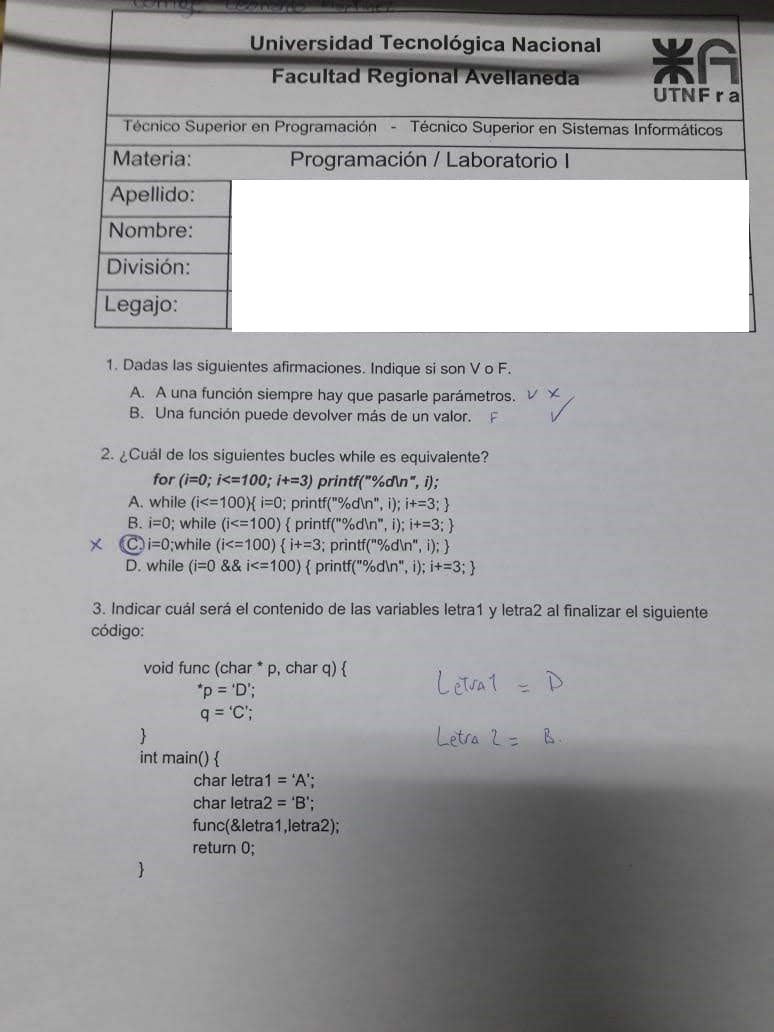 Universidad Tecnológica Nacional
Facultad Regional Avellaneda
UTNFra
Técnico Superior en Programación - Técnico Superior en Sistemas Informáticos
Materia: Programación / Laboratorio I
Apellido:
Nombre:
División:
Legajo:
1. Dadas las siguientes afirmaciones. Indique si son V o F.
A. A una función siempre hay que pasarle parámetros. V x
B. Una función puede devolver más de un valor. F ✓
2. ¿Cuál de los siguientes bucles while es equivalente?
for (i=0; i<=100; i+=3) printf("%d\n", i);
A. while (i<=100){ i=0; printf("%d\n", i); i+=3; }
B. i=0; while (i<=100) { printf("%d\n", i); i+=3; }
x C. i=0;while (i<=100) { i+=3; printf("%d\n", i); }
D. while (i=0 && i<=100) { printf("%d\n", i); i+=3; }
3. Indicar cuál será el contenido de las variables letra1 y letra2 al finalizar el siguiente
código:
void func (char * p, char q) {
*p = ‘D’;
Letra1 = D
q = ‘C’;
}
Letra 2 = B.
int main() {
char letra1 = ‘A’;
char letra2 = ‘B’;
func(&letra1,letra2);
return 0;
}